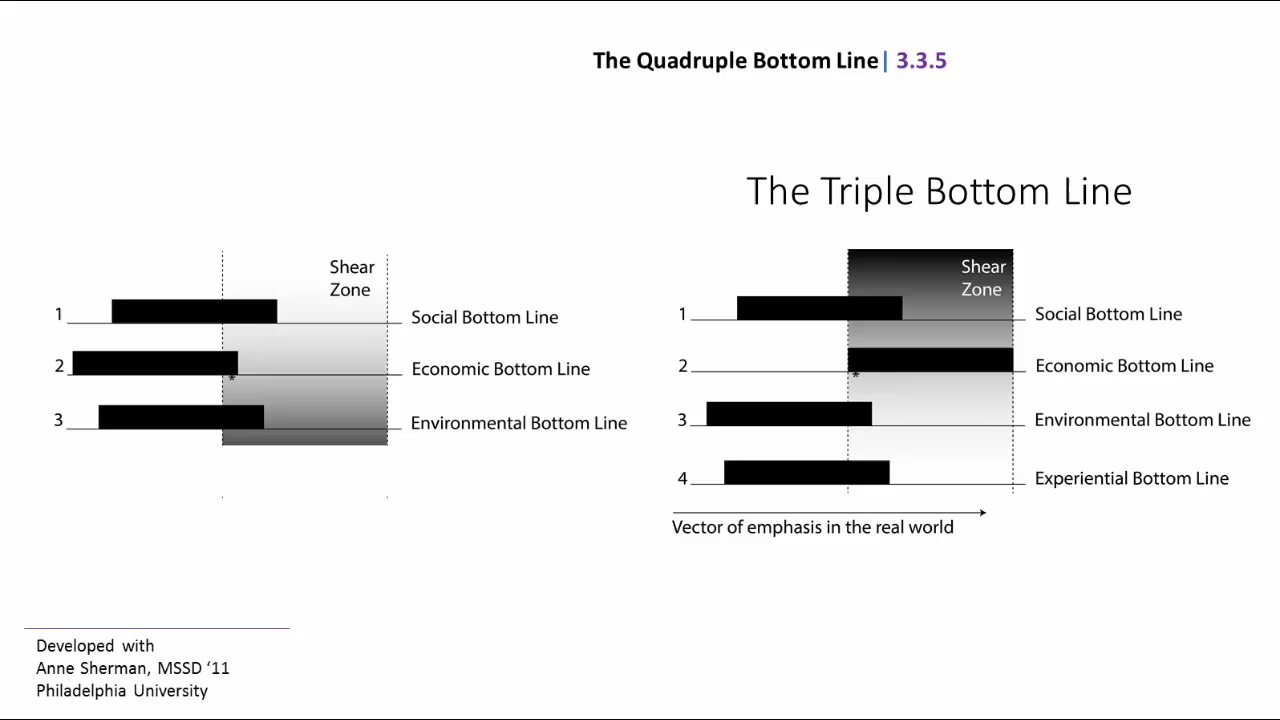 The Quadruple Bottom Line| 3.3.5
The Triple Bottom Line
Shear
Zone
1
Social Bottom Line
2
Economic Bottom Line
*
3
Environmental Bottom Line
Shear
Zone
1
Social Bottom Line
2
Economic Bottom Line
*
3
Environmental Bottom Line
4
Experiential Bottom Line
Vector of emphasis in the real world
Developed with
Anne Sherman, MSSD ‘11
Philadelphia University